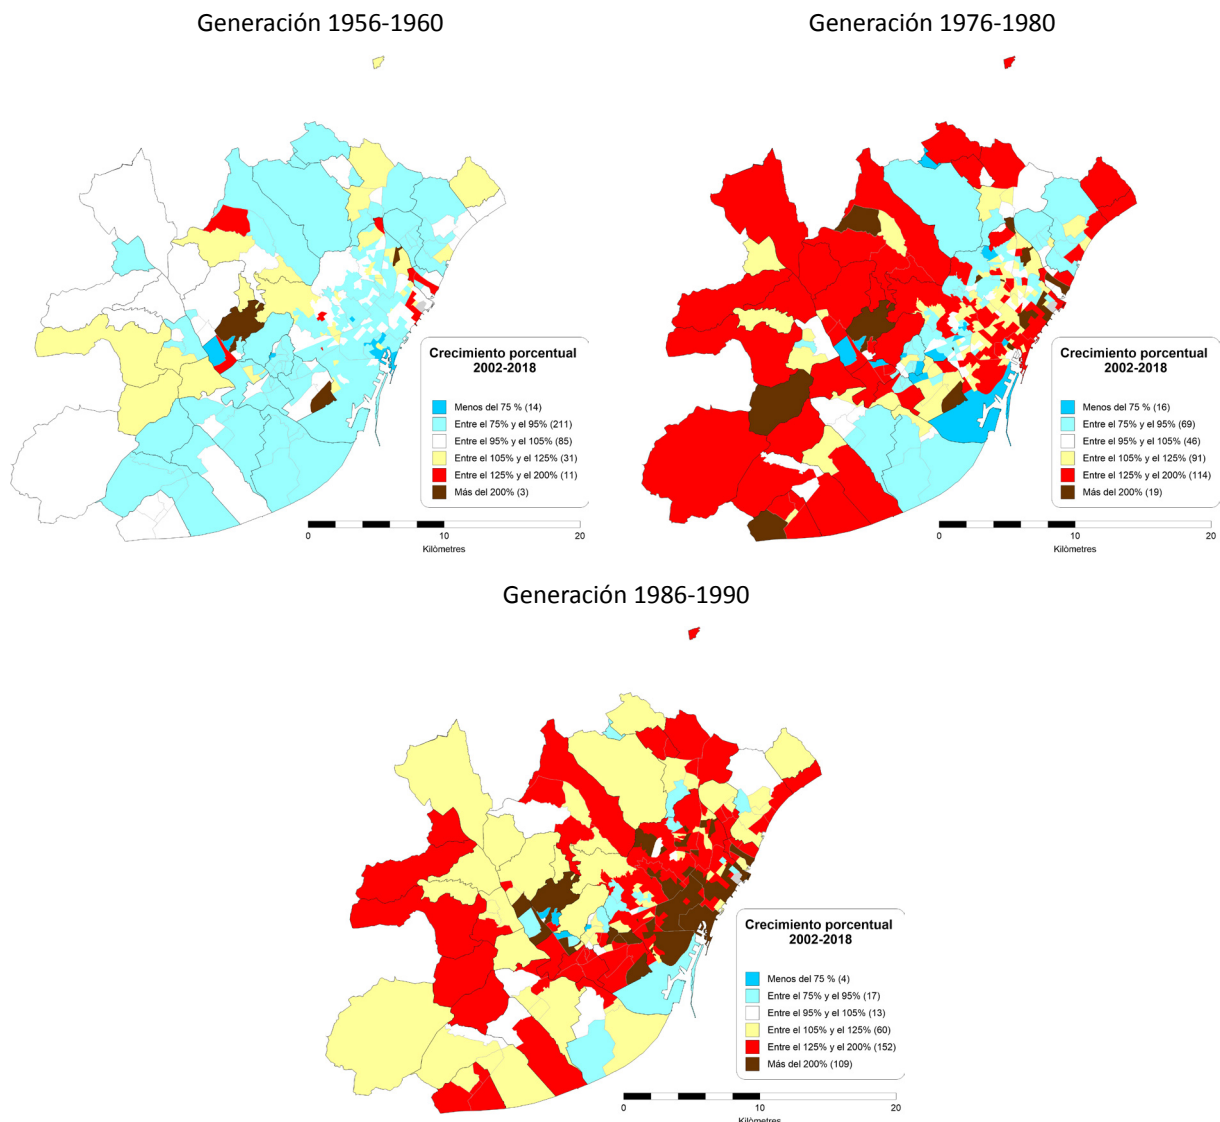 Generación 1956-1960
Crecimiento porcentual
2002-2018
Menos del 75 % (14)
Entre el 75% y el 95% (211)
Entre el 95% y el 105% (85)
Entre el 105% y el 125% (31)
Entre el 125% y el 200% (11)
Más del 200% (3)
0 10 20
Kilòmetres
Generación 1976-1980
Crecimiento porcentual
2002-2018
Menos del 75 % (16)
Entre el 75% y el 95% (69)
Entre el 95% y el 105% (46)
Entre el 105% y el 125% (91)
Entre el 125% y el 200% (114)
Más del 200% (19)
0 10 20
Kilòmetres
Generación 1986-1990
Crecimiento porcentual
2002-2018
Menos del 75 % (4)
Entre el 75% y el 95% (17)
Entre el 95% y el 105% (13)
Entre el 105% y el 125% (60)
Entre el 125% y el 200% (152)
Más del 200% (109)
0 10 20
Kilòmetres